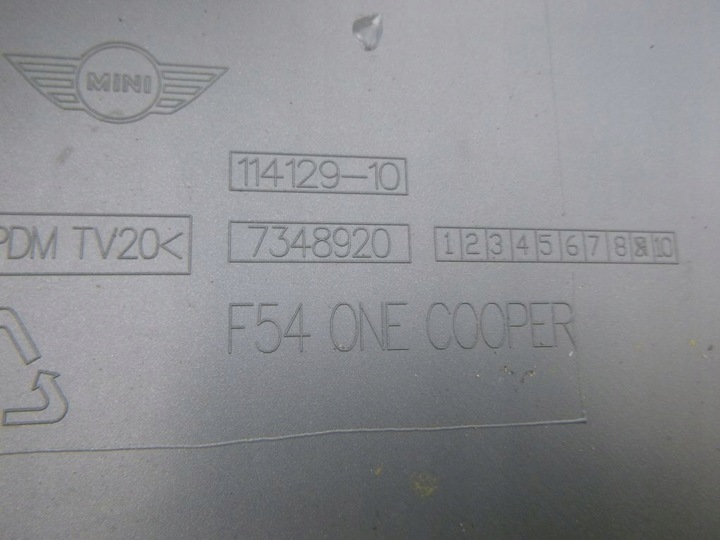 MINI
114129-10
PDM TV20<
7348920
1 2 3 4 5 6 7 8 9 10
F54 ONE COOPER